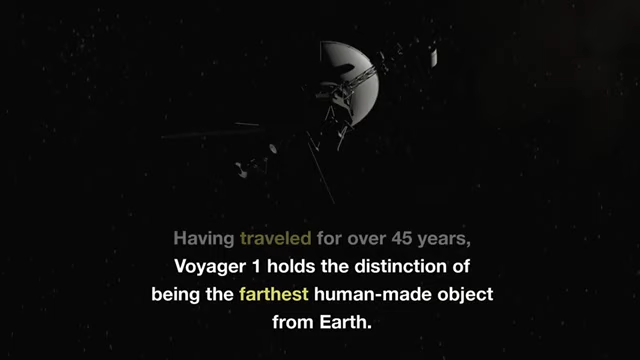 Having traveled for over 45 years,
Voyager 1 holds the distinction of
being the farthest human-made object
from Earth.